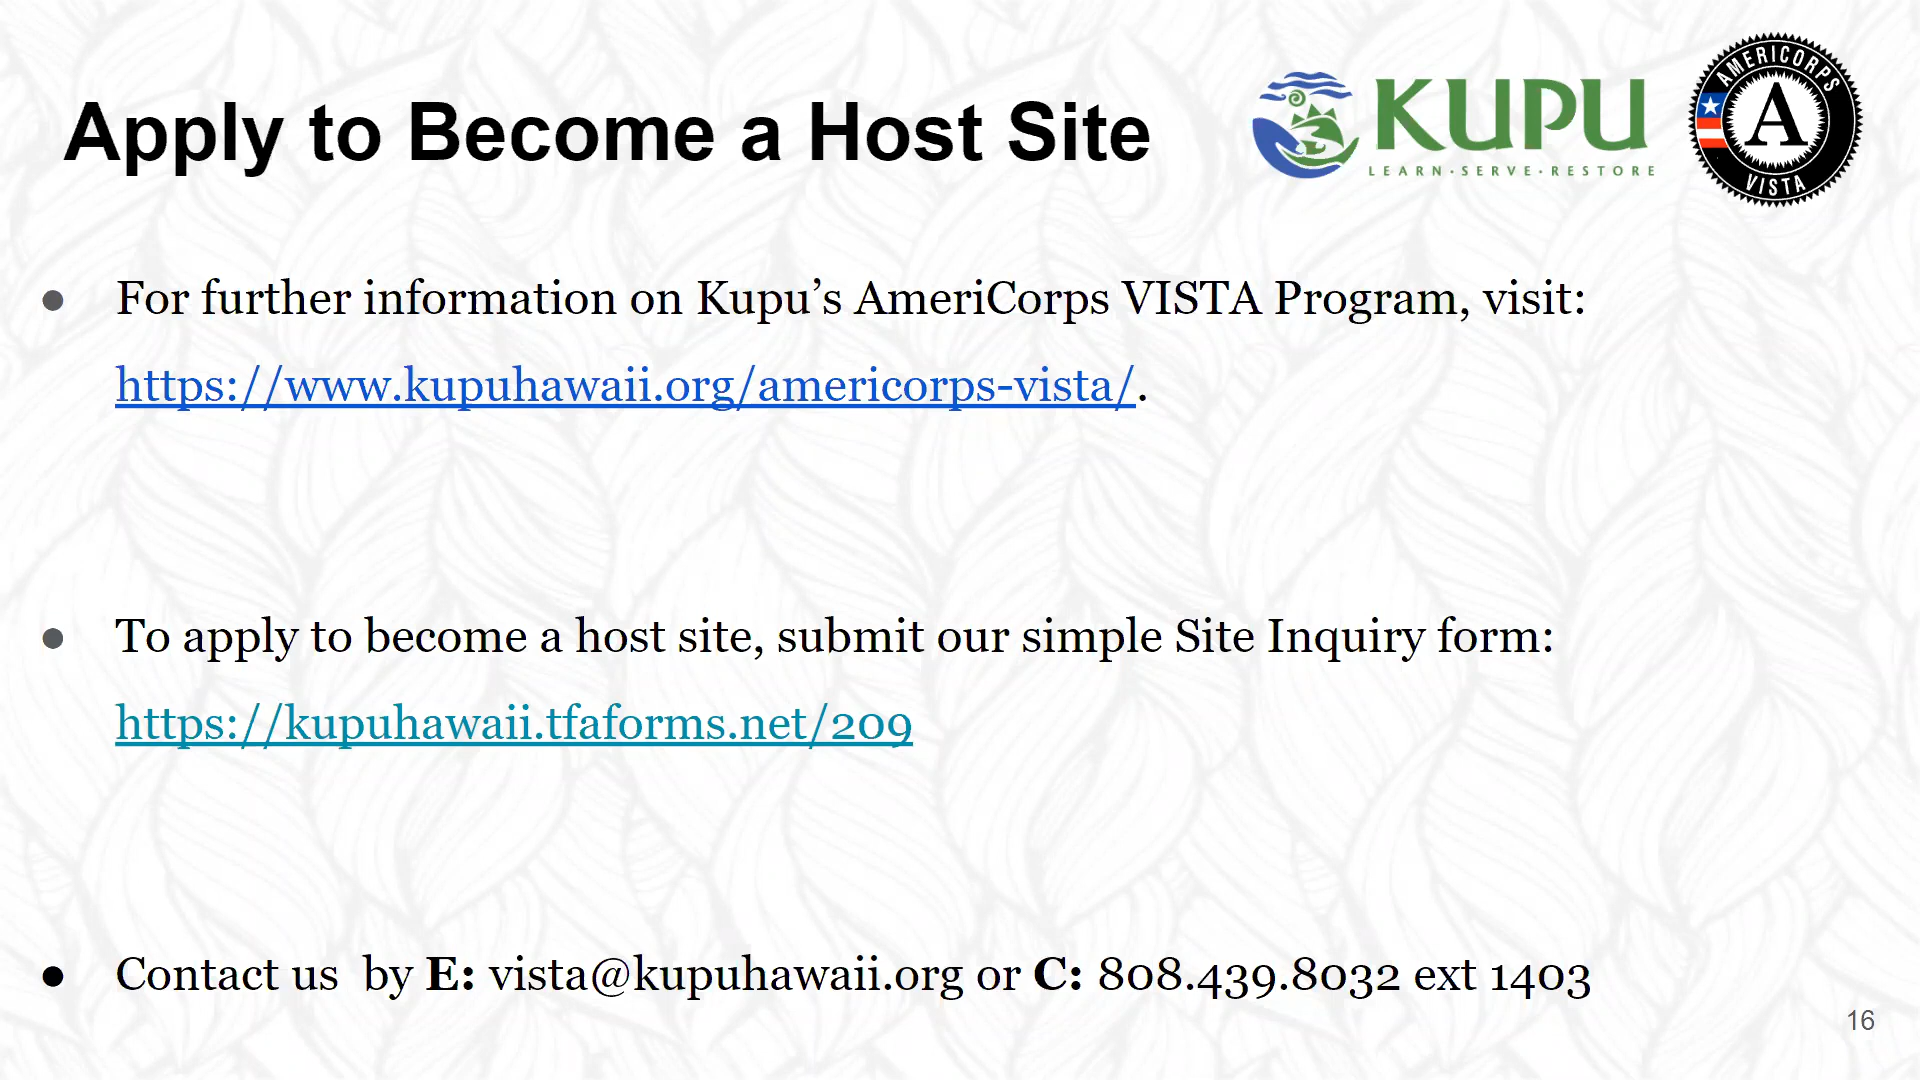 Apply to Become a Host Site
KUPU
LEARN·SERVE·RESTORE
AMERICORPS
A
VISTA
● For further information on Kupu’s AmeriCorps VISTA Program, visit:
https://www.kupuhawaii.org/americorps-vista/.
● To apply to become a host site, submit our simple Site Inquiry form:
https://kupuhawaii.tfaforms.net/209
● Contact us  by E: vista@kupuhawaii.org or C: 808.439.8032 ext 1403
16